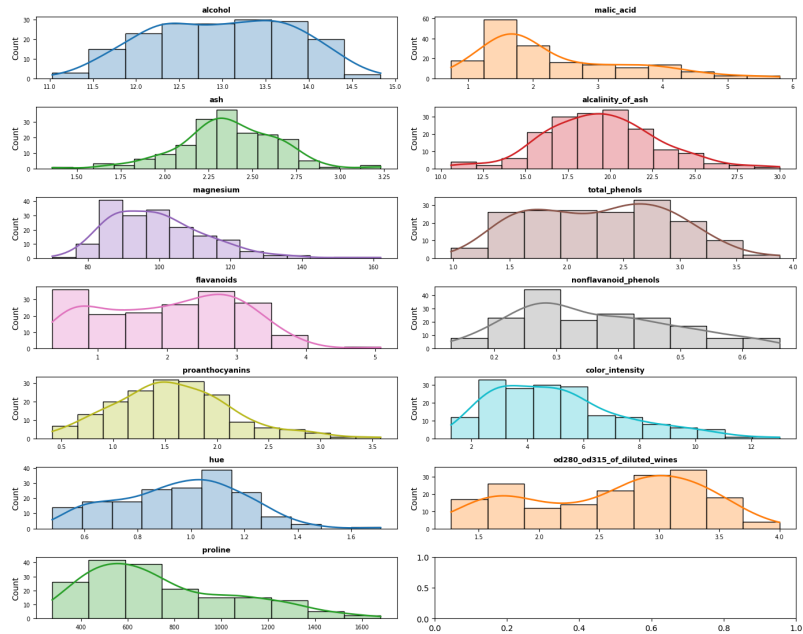 alcohol
malic_acid
Count
30
20
10
0
11.0 11.5 12.0 12.5 13.0 13.5 14.0 14.5 15.0
Count
60
40
20
0
1 2 3 4 5 6
ash
alcalinity_of_ash
Count
30
20
10
0
1.50 1.75 2.00 2.25 2.50 2.75 3.00 3.25
Count
30
20
10
0
10.0 12.5 15.0 17.5 20.0 22.5 25.0 27.5 30.0
magnesium
total_phenols
Count
40
30
20
10
0
80 100 120 140 160
Count
30
20
10
0
1.0 1.5 2.0 2.5 3.0 3.5 4.0
flavanoids
nonflavanoid_phenols
Count
30
20
10
0
1 2 3 4 5
Count
40
30
20
10
0
0.2 0.3 0.4 0.5 0.6
proanthocyanins
color_intensity
Count
30
20
10
0
0.5 1.0 1.5 2.0 2.5 3.0 3.5
Count
30
20
10
0
2 4 6 8 10 12
hue
od280_od315_of_diluted_wines
Count
40
30
20
10
0
0.6 0.8 1.0 1.2 1.4 1.6
Count
30
20
10
0
1.5 2.0 2.5 3.0 3.5 4.0
proline
Count
40
30
20
10
0
400 600 800 1000 1200 1400 1600
Count
1.0
0.5
0.0
0.0 0.2 0.4 0.6 0.8 1.0